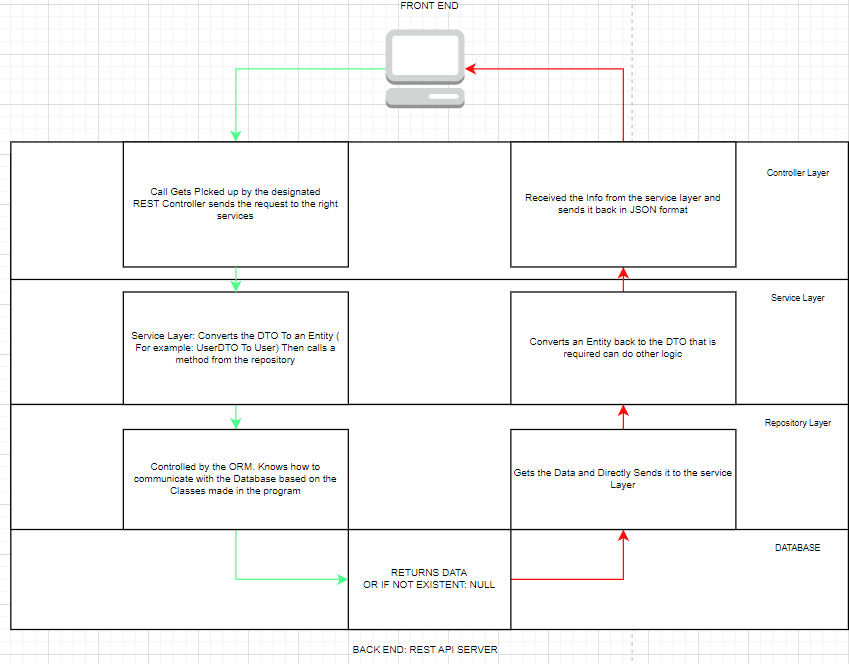 FRONT END
Call Gets PIcked up by the designated
REST Controller sends the request to the right
services
Received the Info from the service layer and
sends it back in JSON format
Controller Layer
Service Layer: Converts the DTO To an Entity (
For example: UserDTO To User) Then calls a
method from the repository
Converts an Entity back to the DTO that is
required can do other logic
Service Layer
Controlled by the ORM. Knows how to
communicate with the Database based on the
Classes made in the program
Gets the Data and Directly Sends it to the service
Layer
Repository Layer
RETURNS DATA
OR IF NOT EXISTENT: NULL
DATABASE
BACK END: REST API SERVER